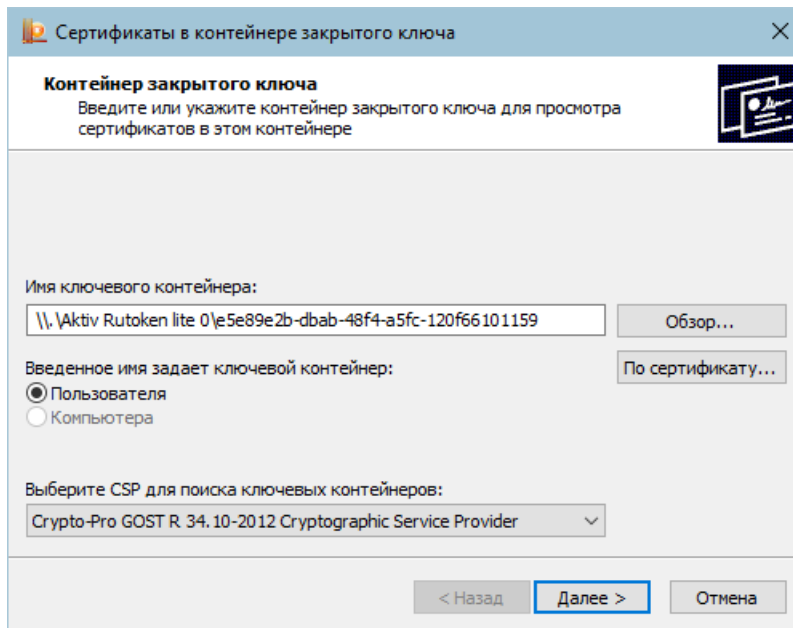 Сертификаты в контейнере закрытого ключа
Контейнер закрытого ключа
Введите или укажите контейнер закрытого ключа для просмотра
сертификатов в этом контейнере
Имя ключевого контейнера:
\\.\Aktiv Rutoken lite 0\e5e89e2b-dbab-48f4-a5fc-120f66101159
Обзор...
Введенное имя задает ключевой контейнер:
По сертификату...
Пользователя
Компьютера
Выберите CSP для поиска ключевых контейнеров:
Crypto-Pro GOST R 34.10-2012 Cryptographic Service Provider
< Назад
Далее >
Отмена